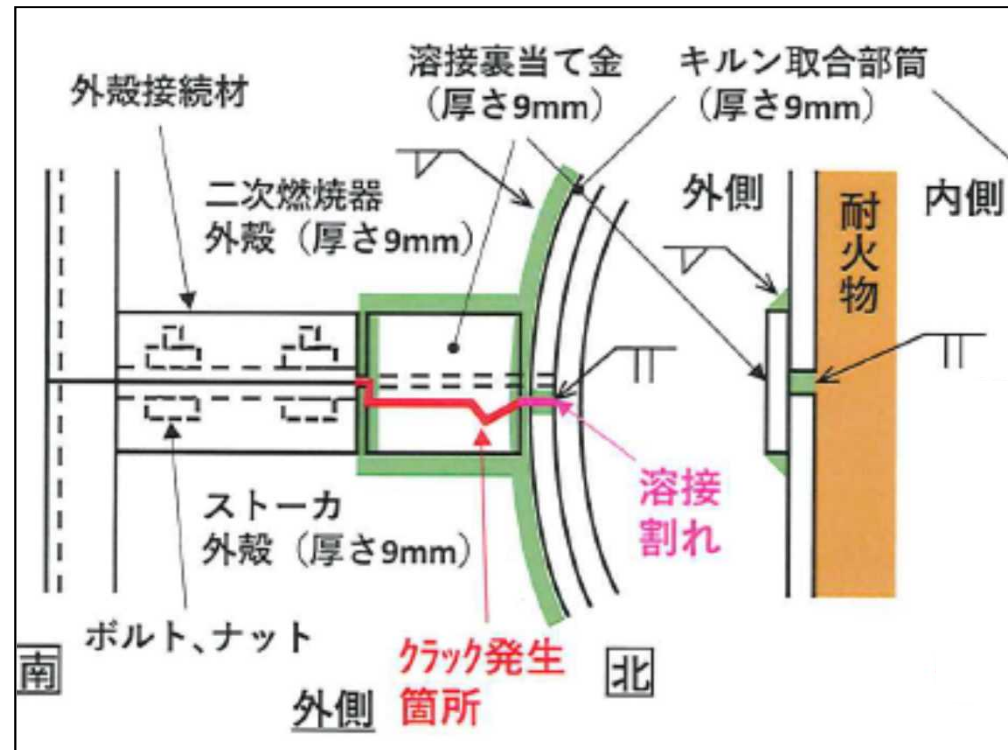 外殻接続材
溶接裏当て金
（厚さ9mm）
キルン取合部筒
（厚さ9mm）
二次燃焼器
外殻（厚さ9mm）
外側
内側
耐火物
ストーカ
外殻（厚さ9mm）
溶接
割れ
ボルト、ナット
クラック発生
箇所
南
外側
北